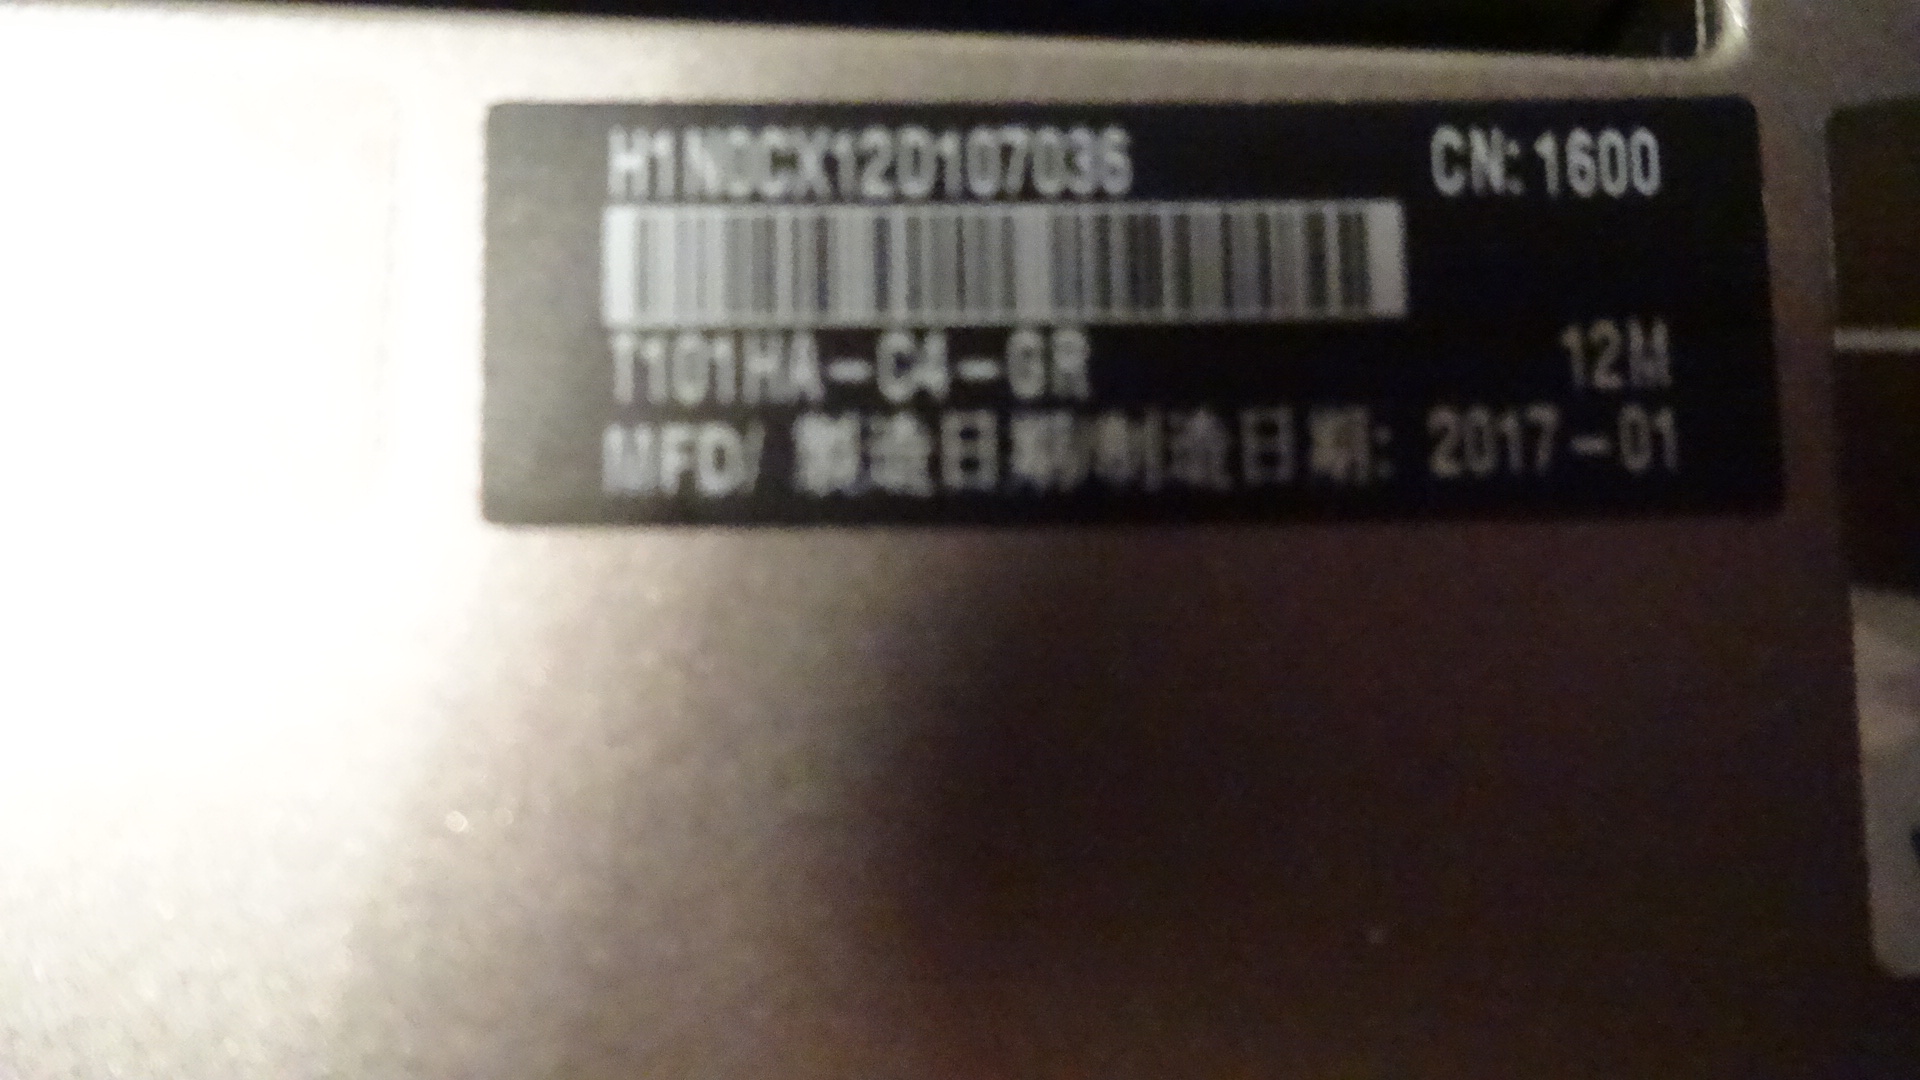 H1N0CX12D107036 CN: 1600
T101HA-C4-GR 12M
MFD/ 製造日期/制造日期: 2017-01